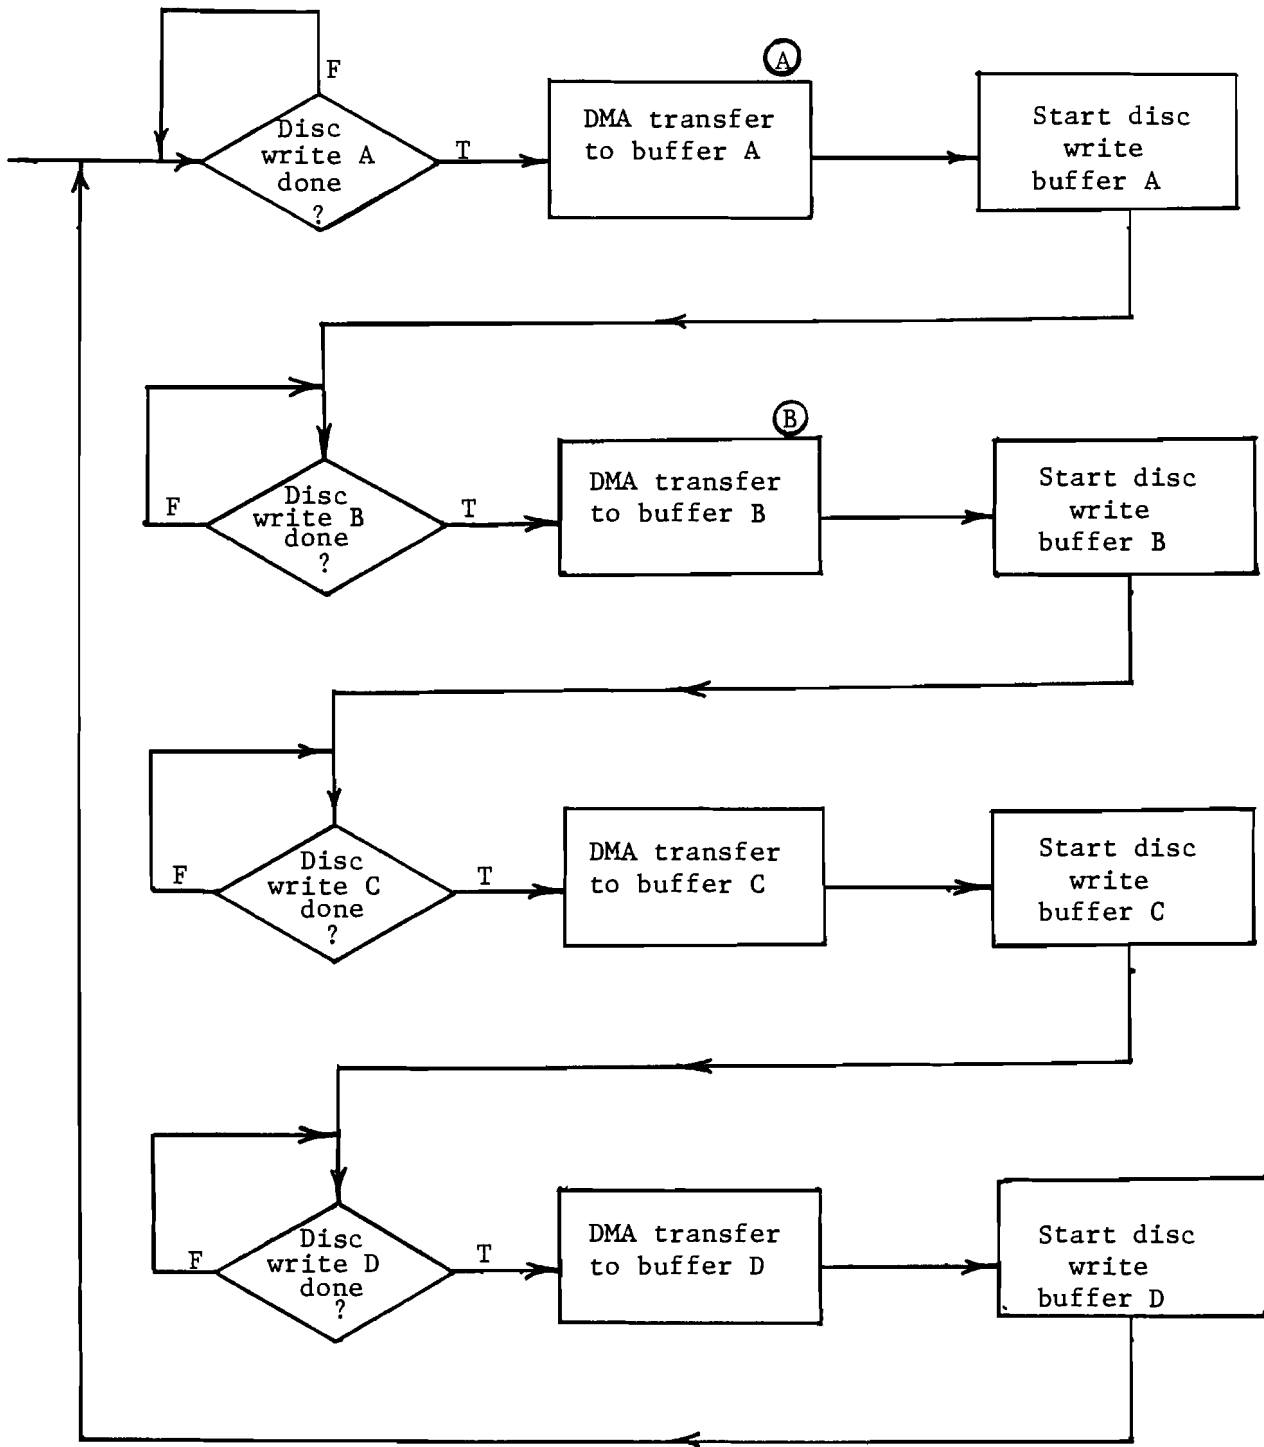 F
Disc
write A
done
?
T
A
DMA transfer
to buffer A
Start disc
write
buffer A
F
Disc
write B
done
?
T
B
DMA transfer
to buffer B
Start disc
write
buffer B
F
Disc
write C
done
?
T
DMA transfer
to buffer C
Start disc
write
buffer C
F
Disc
write D
done
?
T
DMA transfer
to buffer D
Start disc
write
buffer D